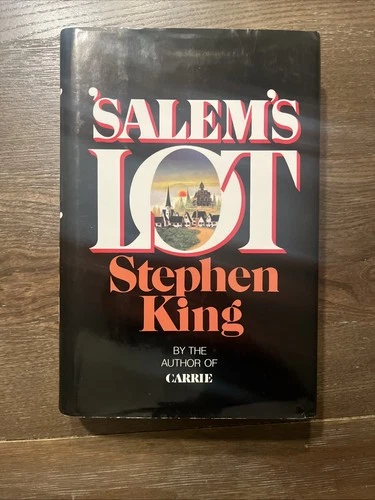 'SALEM'S
LOT
Stephen
King
BY THE
AUTHOR OF
CARRIE